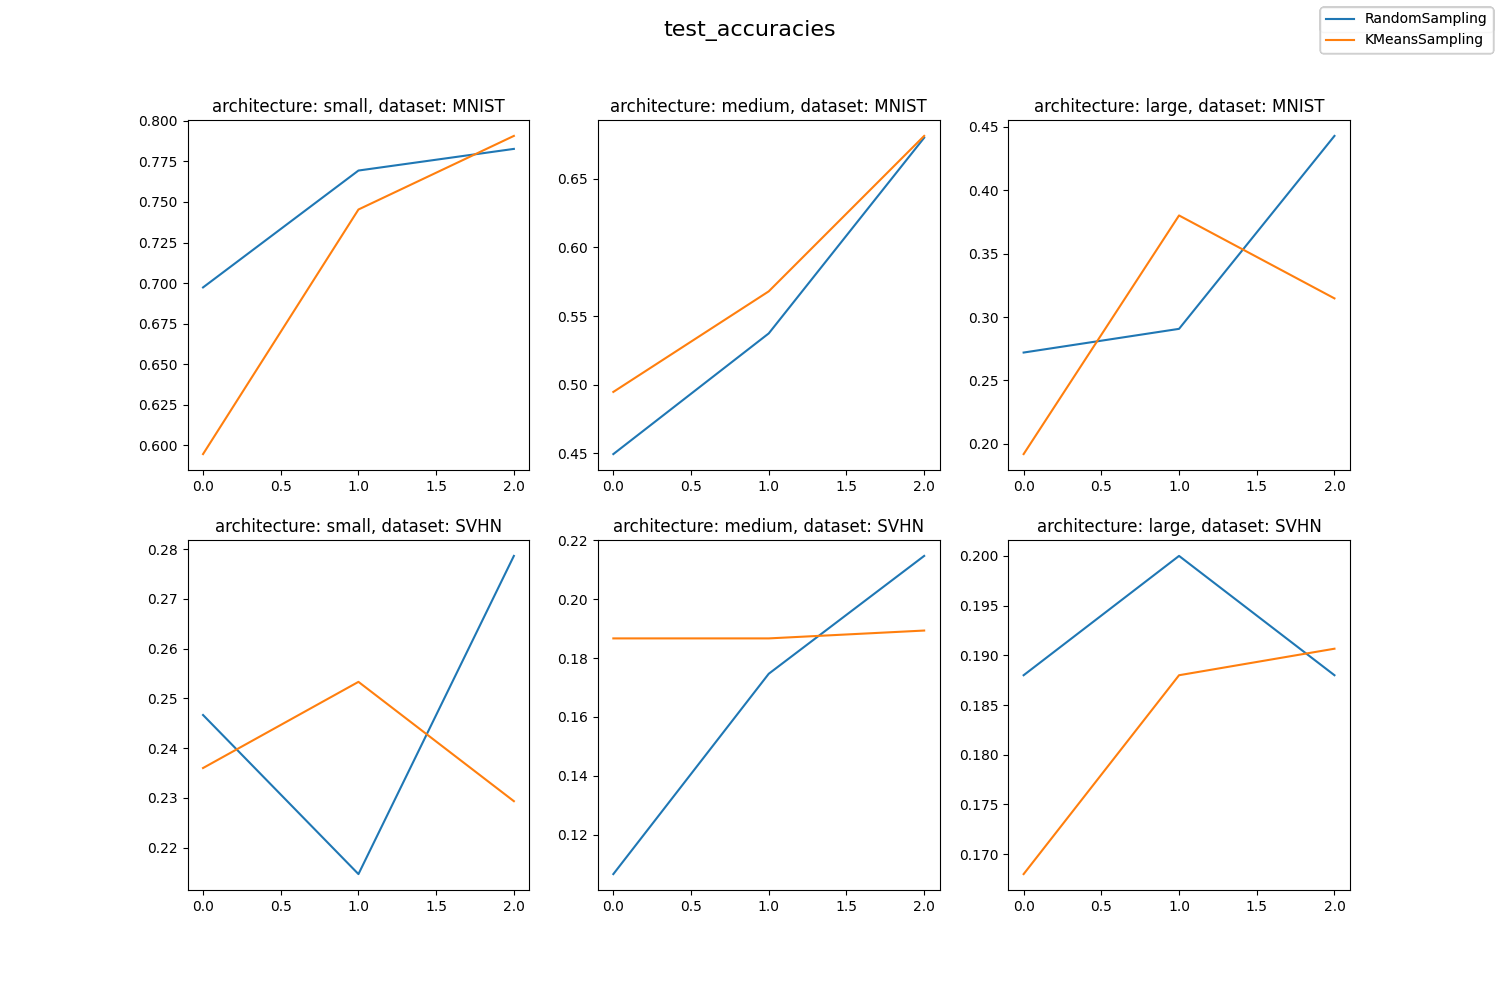 test_accuracies
RandomSampling
KMeansSampling
architecture: small, dataset: MNIST
0.800
0.775
0.750
0.725
0.700
0.675
0.650
0.625
0.600
0.0 0.5 1.0 1.5 2.0
architecture: medium, dataset: MNIST
0.65
0.60
0.55
0.50
0.45
0.0 0.5 1.0 1.5 2.0
architecture: large, dataset: MNIST
0.45
0.40
0.35
0.30
0.25
0.20
0.0 0.5 1.0 1.5 2.0
architecture: small, dataset: SVHN
0.28
0.27
0.26
0.25
0.24
0.23
0.22
0.0 0.5 1.0 1.5 2.0
architecture: medium, dataset: SVHN
0.22
0.20
0.18
0.16
0.14
0.12
0.0 0.5 1.0 1.5 2.0
architecture: large, dataset: SVHN
0.200
0.195
0.190
0.185
0.180
0.175
0.170
0.0 0.5 1.0 1.5 2.0